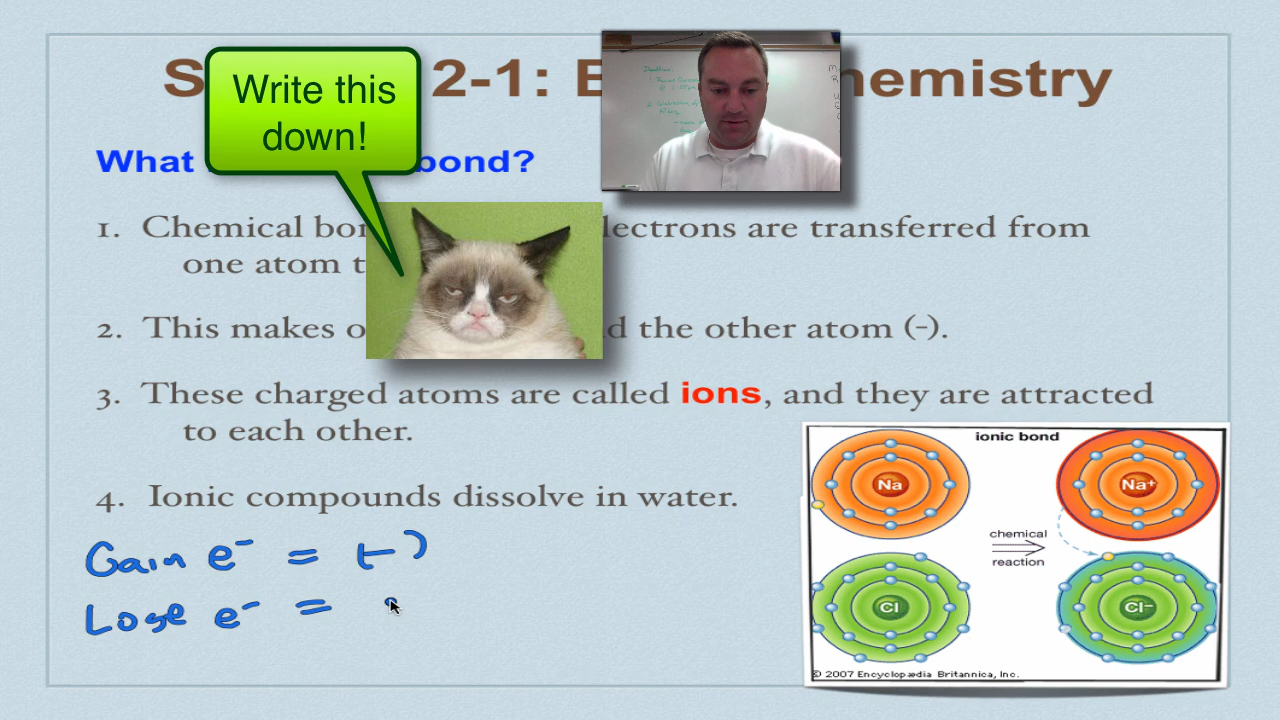 2-1: hemistry
Write this
down!
What bond?
1. Chemical lectrons are transferred from
one atom
2. This makes the other atom (-).
3. These charged atoms are called ions, and they are attracted
to each other.
4. Ionic compounds dissolve in water.
Gain e⁻ = (-)
Lose e⁻ =
ionic bond
Na Na⁺
chemical
reaction
Cl Cl⁻
© 2007 Encyclopædia Britannica, Inc.